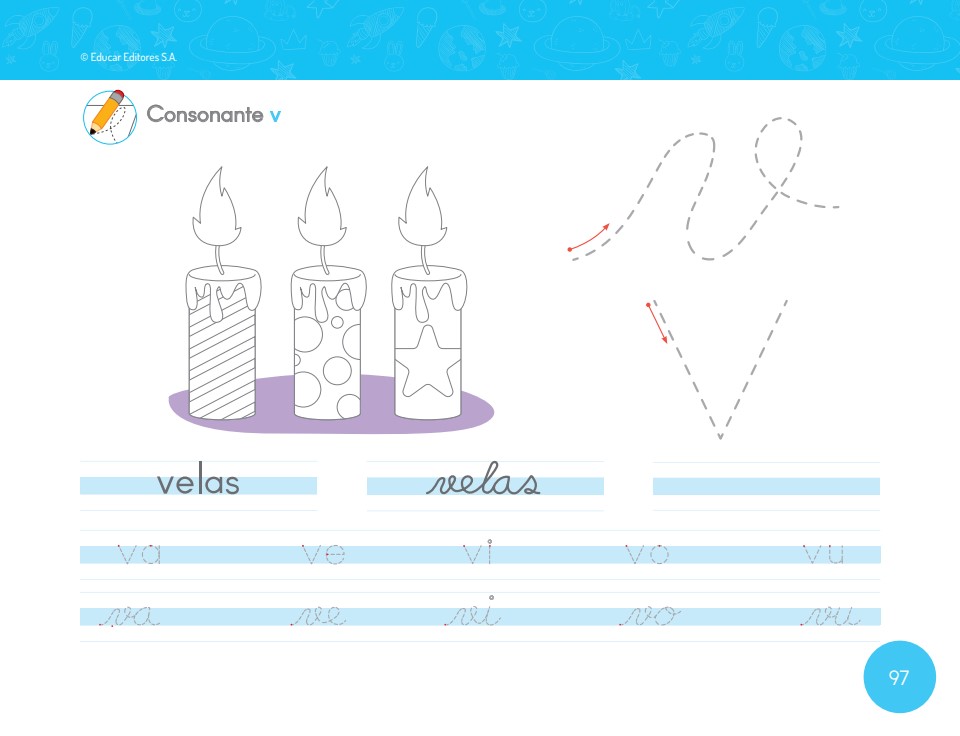 © Educar Editores S.A.
Consonante v
velas velas
va ve vi vo vu
va ve vi vo vu
97